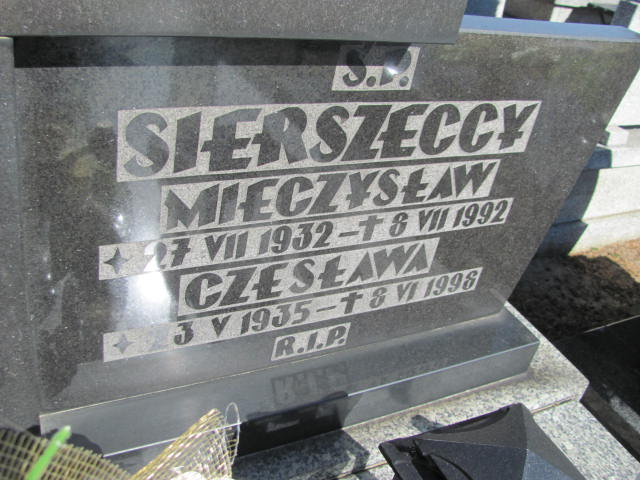 Ś.P.
SIERSZECCY
MIECZYSŁAW
27 VII 1932 – † 8 VII 1992
CZESŁAWA
3 V 1935 – † 8 VI 1998
R.I.P.